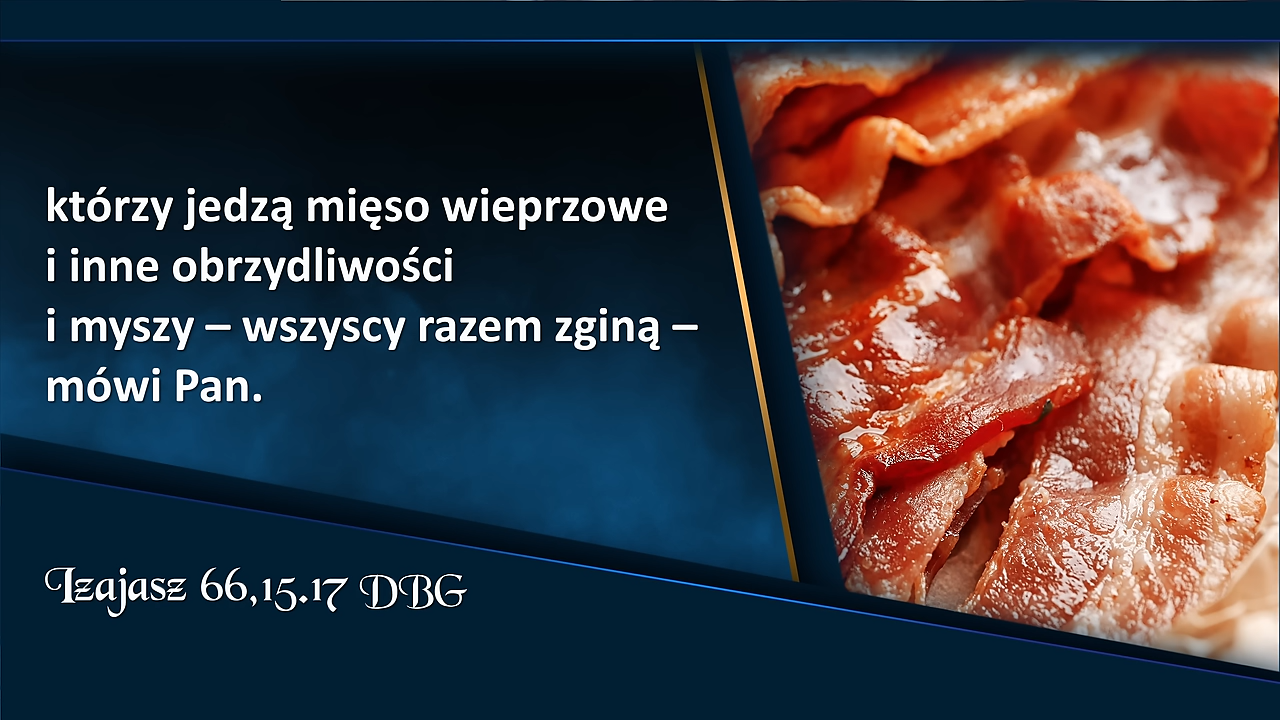 którzy jedzą mięso wieprzowe
i inne obrzydliwości
i myszy – wszyscy razem zginą –
mówi Pan.
Izajasz 66,15.17 DBG